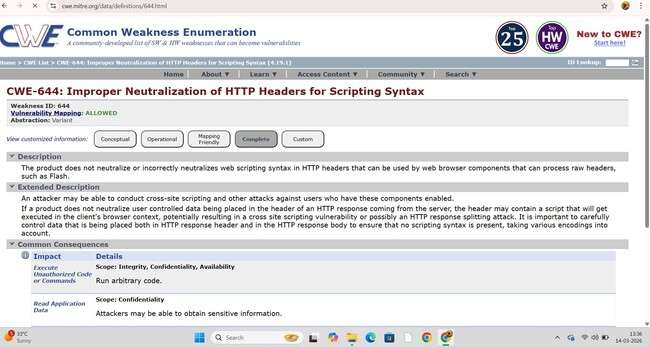 cwe.mitre.org/data/definitions/644.html
CWE
Common Weakness Enumeration
A community-developed list of SW & HW weaknesses that can become vulnerabilities
Top
25
Top
HW
CWE
New to CWE?
Start here!
Home > CWE List > CWE-644: Improper Neutralization of HTTP Headers for Scripting Syntax (4.19.1)
ID Lookup:
Home
About ▼
Learn ▼
Access Content ▼
Community ▼
Search ▼
CWE-644: Improper Neutralization of HTTP Headers for Scripting Syntax
Weakness ID: 644
Vulnerability Mapping: ALLOWED
Abstraction: Variant
View customized information:
Conceptual
Operational
Mapping
Friendly
Complete
Custom
Description
The product does not neutralize or incorrectly neutralizes web scripting syntax in HTTP headers that can be used by web browser components that can process raw headers,
such as Flash.
Extended Description
An attacker may be able to conduct cross-site scripting and other attacks against users who have these components enabled.
If a product does not neutralize user controlled data being placed in the header of an HTTP response coming from the server, the header may contain a script that will get
executed in the client's browser context, potentially resulting in a cross site scripting vulnerability or possibly an HTTP response splitting attack. It is important to carefully
control data that is being placed both in HTTP response header and in the HTTP response body to ensure that no scripting syntax is present, taking various encodings into
account.
Common Consequences
Impact
Details
Execute
Unauthorized Code
or Commands
Scope: Integrity, Confidentiality, Availability
Run arbitrary code.
Read Application
Data
Scope: Confidentiality
Attackers may be able to obtain sensitive information.
33°C
Sunny
Search
13:36
14-03-2026